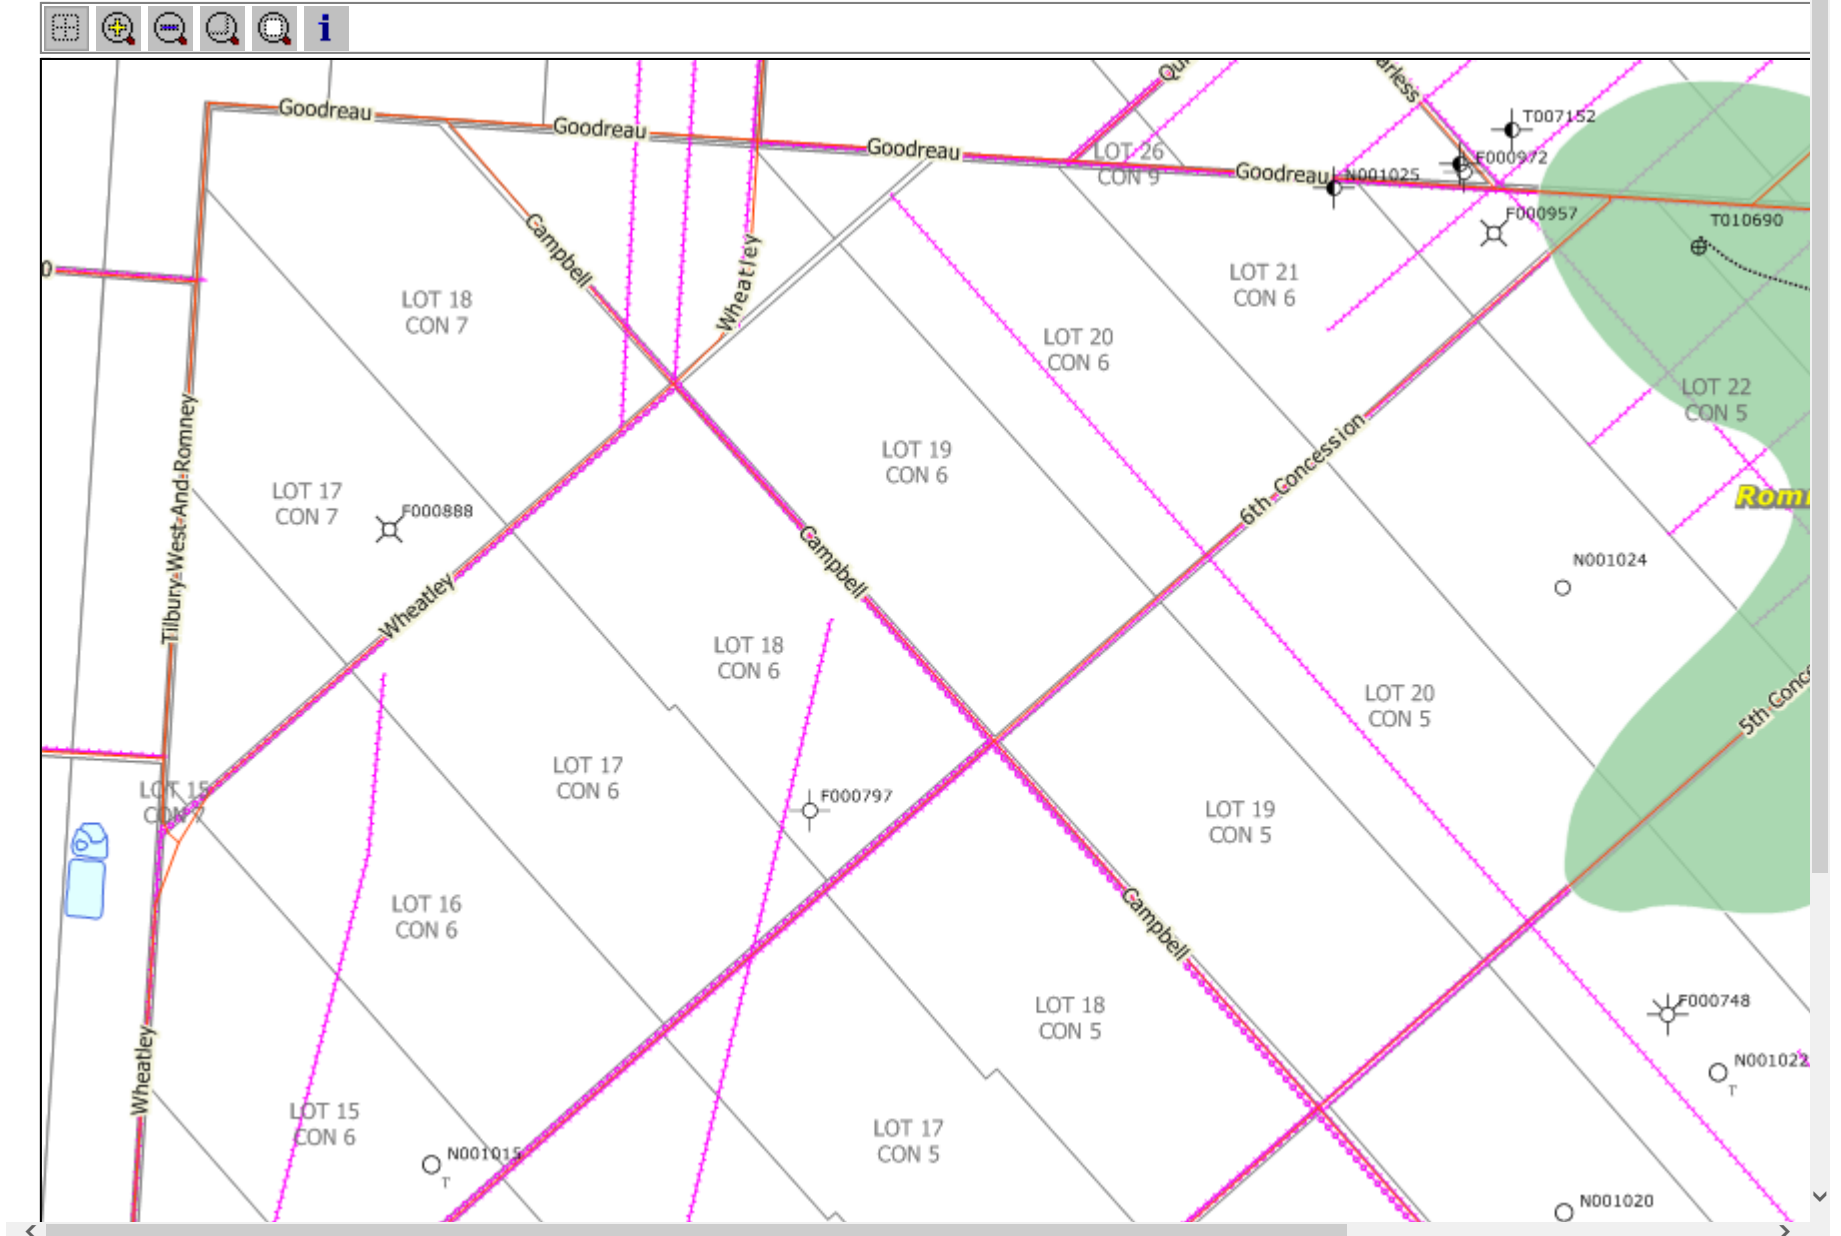 i
Goodreau
Goodreau
Goodreau
Goodreau
T007152
F000972
N001025
LOT 26
CON 9
F000957
T010690
Campbell
Wheatley
LOT 18
CON 7
LOT 21
CON 6
LOT 20
CON 6
LOT 22
CON 5
LOT 19
CON 6
6th Concession
LOT 17
CON 7
F000888
Tilbury West And Romney
Wheatley
Campbell
N001024
LOT 18
CON 6
LOT 20
CON 5
LOT 17
CON 6
LOT 15
CON 7
F000797
LOT 19
CON 5
LOT 16
CON 6
Campbell
LOT 18
CON 5
F000748
N001022
T
Wheatley
LOT 15
CON 6
N001015
T
LOT 17
CON 5
N001020